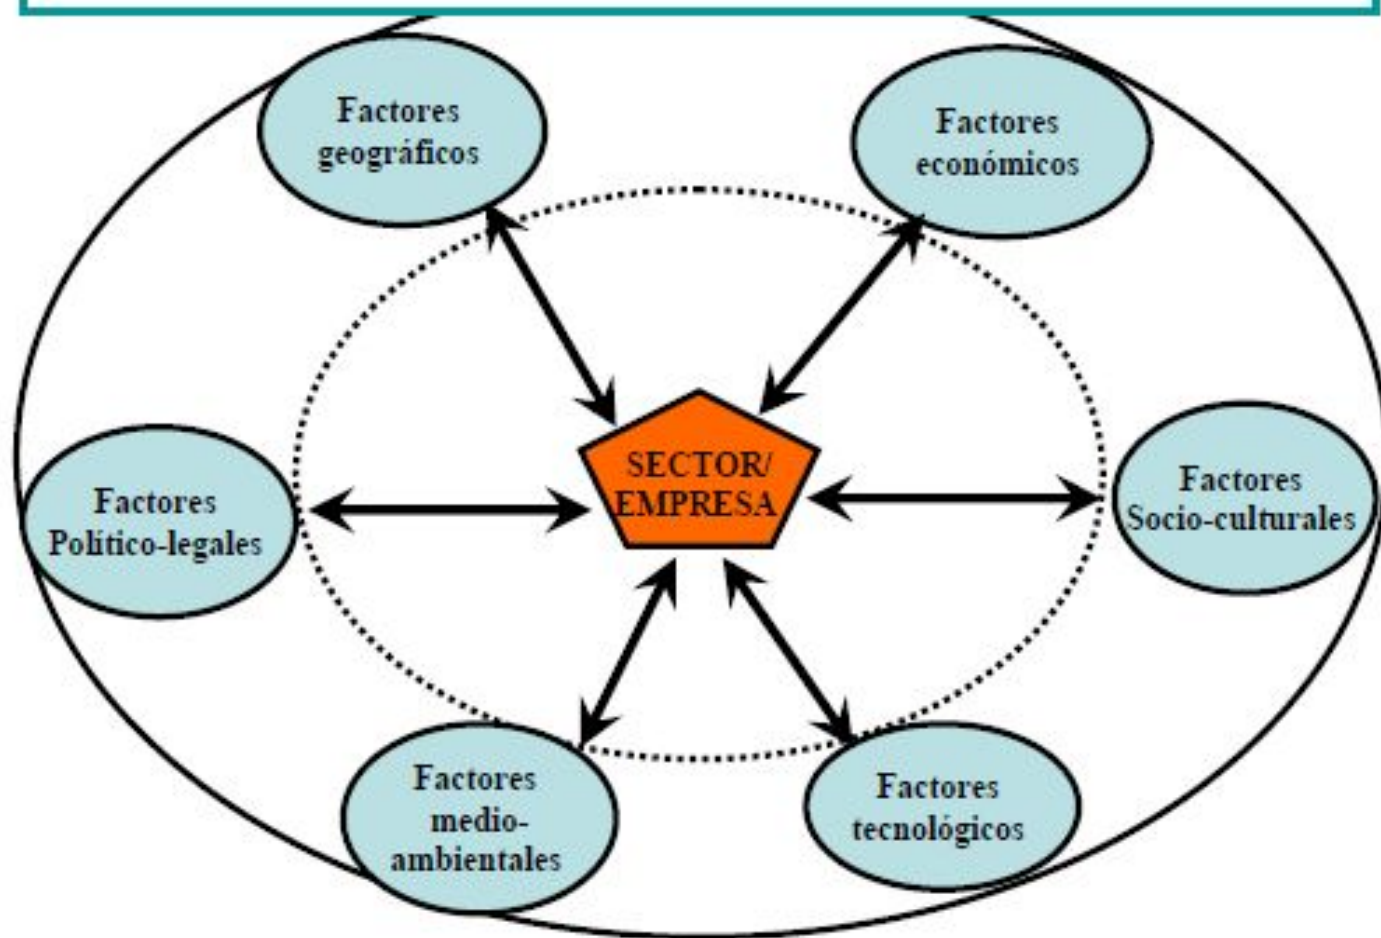 Factores
geográficos
Factores
económicos
SECTOR/
EMPRESA
Factores
Socio-culturales
Factores
Político-legales
Factores
medio-
ambientales
Factores
tecnológicos